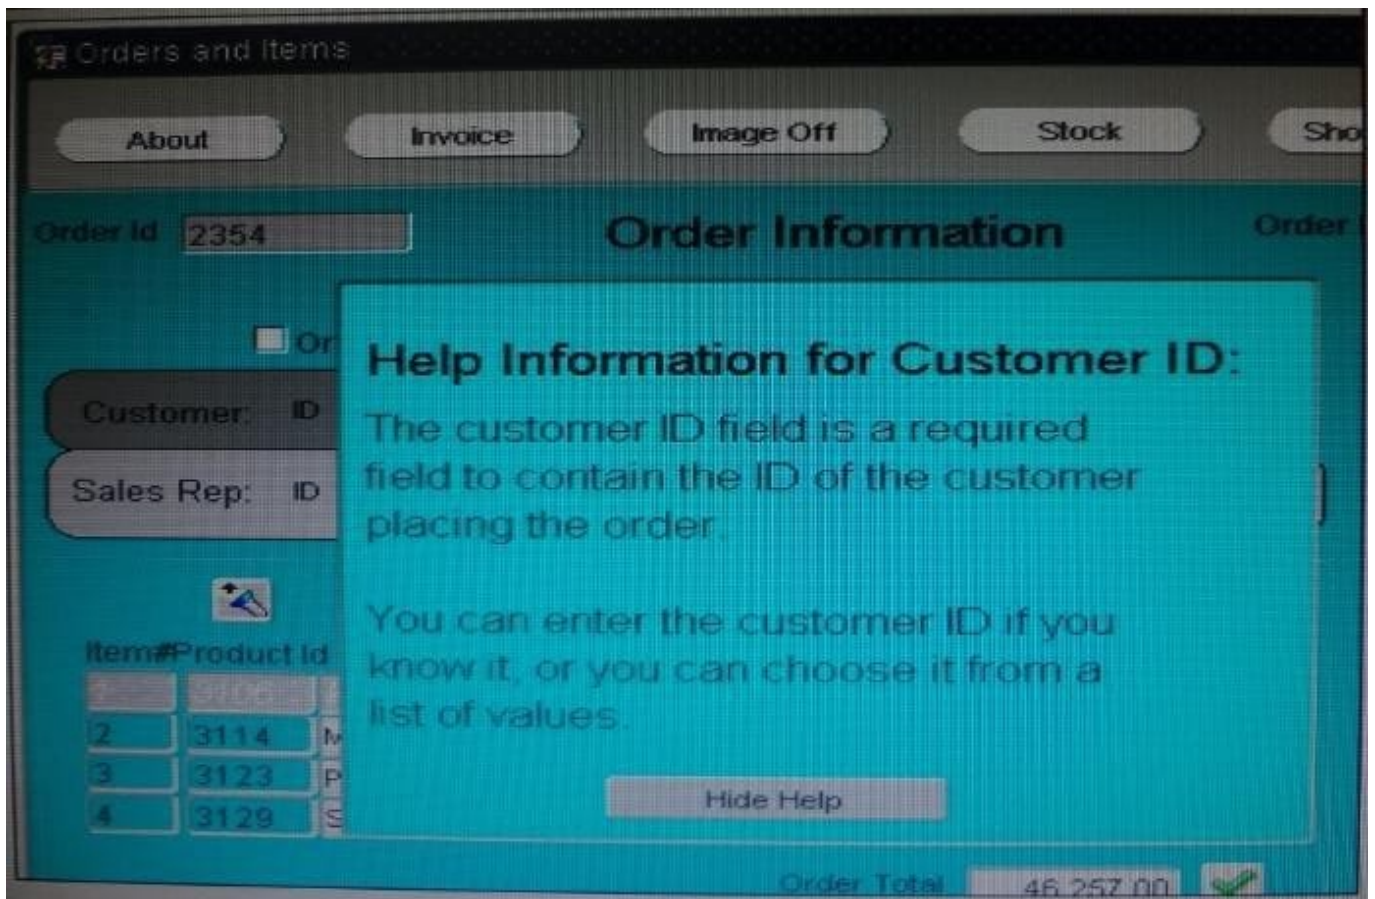 Orders and Items
About Invoice Image Off Stock Sho
Order Id 2354 Order Information Order
Or
Help Information for Customer ID:
Customer: ID
The customer ID field is a required
field to contain the ID of the customer
placing the order.
Sales Rep: ID
You can enter the customer ID if you
know it, or you can choose it from a
list of values.
Item# Product Id
1 3106
2 3114 M
3 3123 P
4 3129 S
Hide Help
Order Total 46,257.00